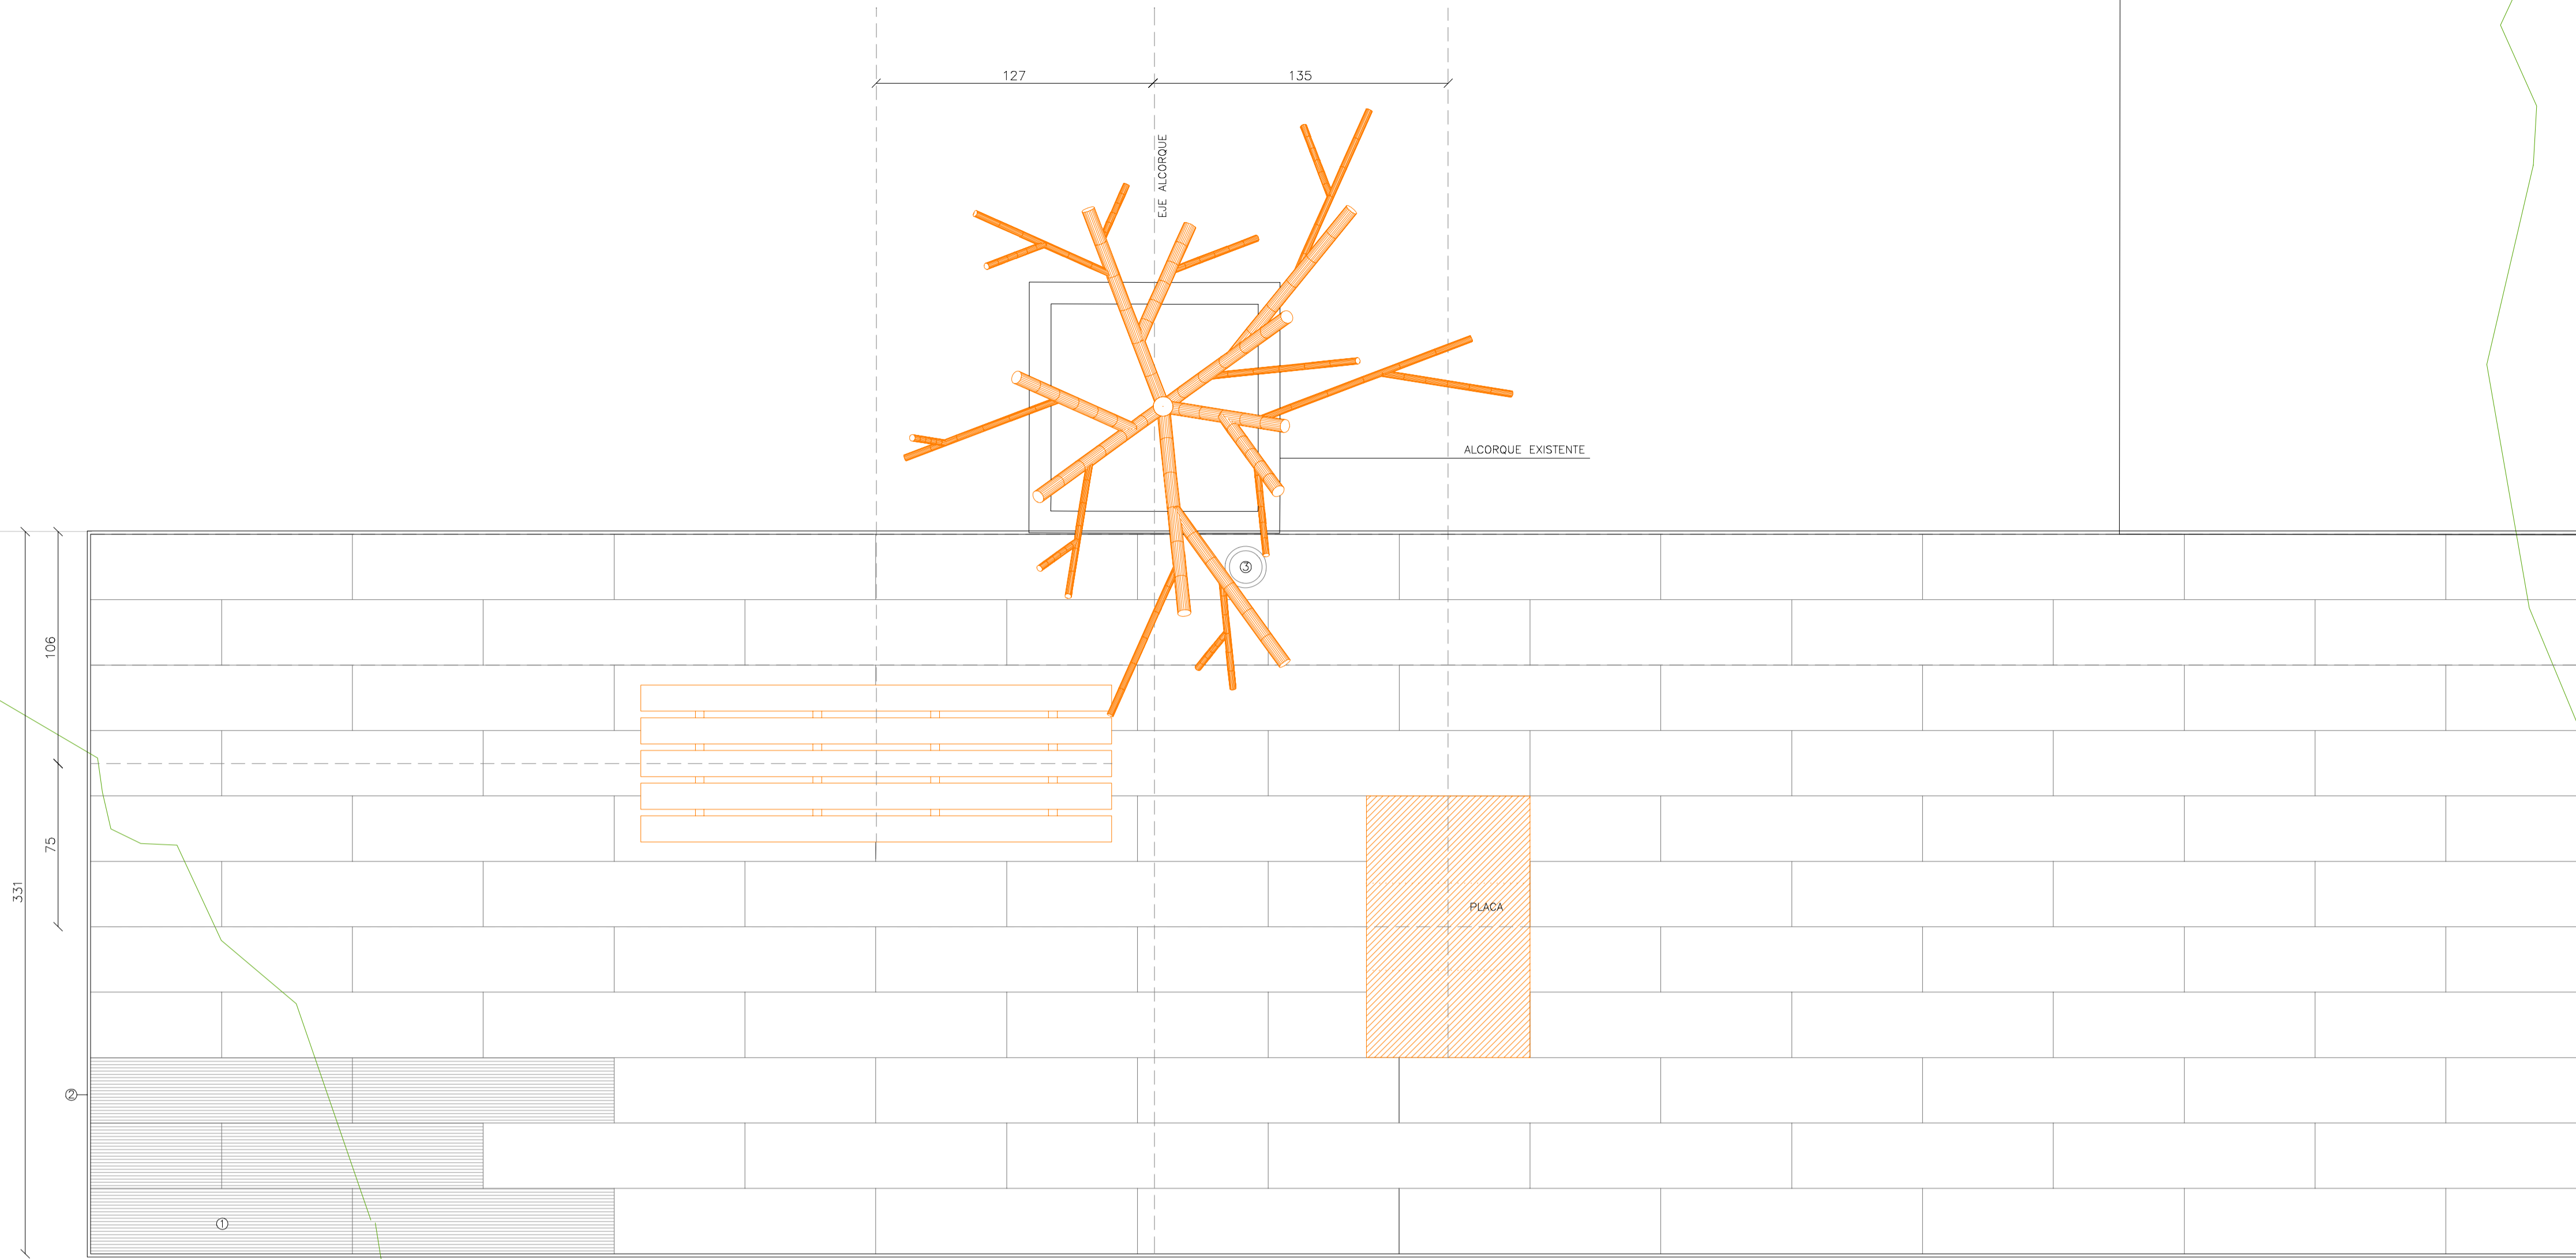 127
135
EJE ALCORQUE
ALCORQUE EXISTENTE
3
106
75
331
PLACA
2
1